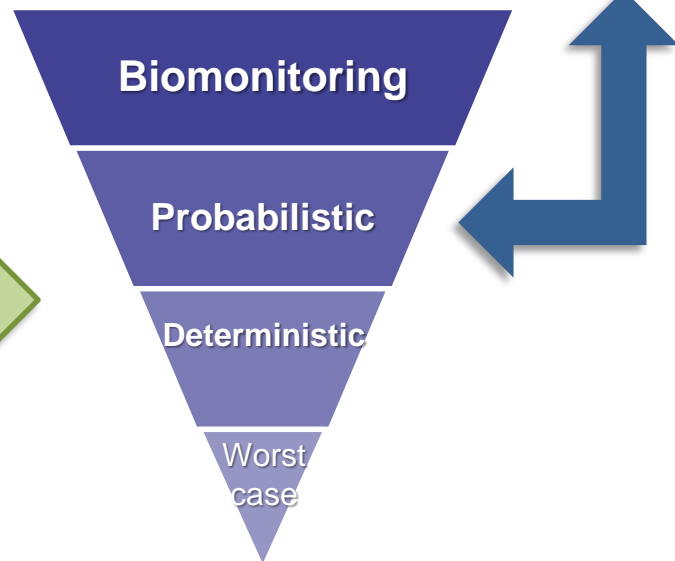 Biomonitoring
Probabilistic
Deterministic
Worst
case